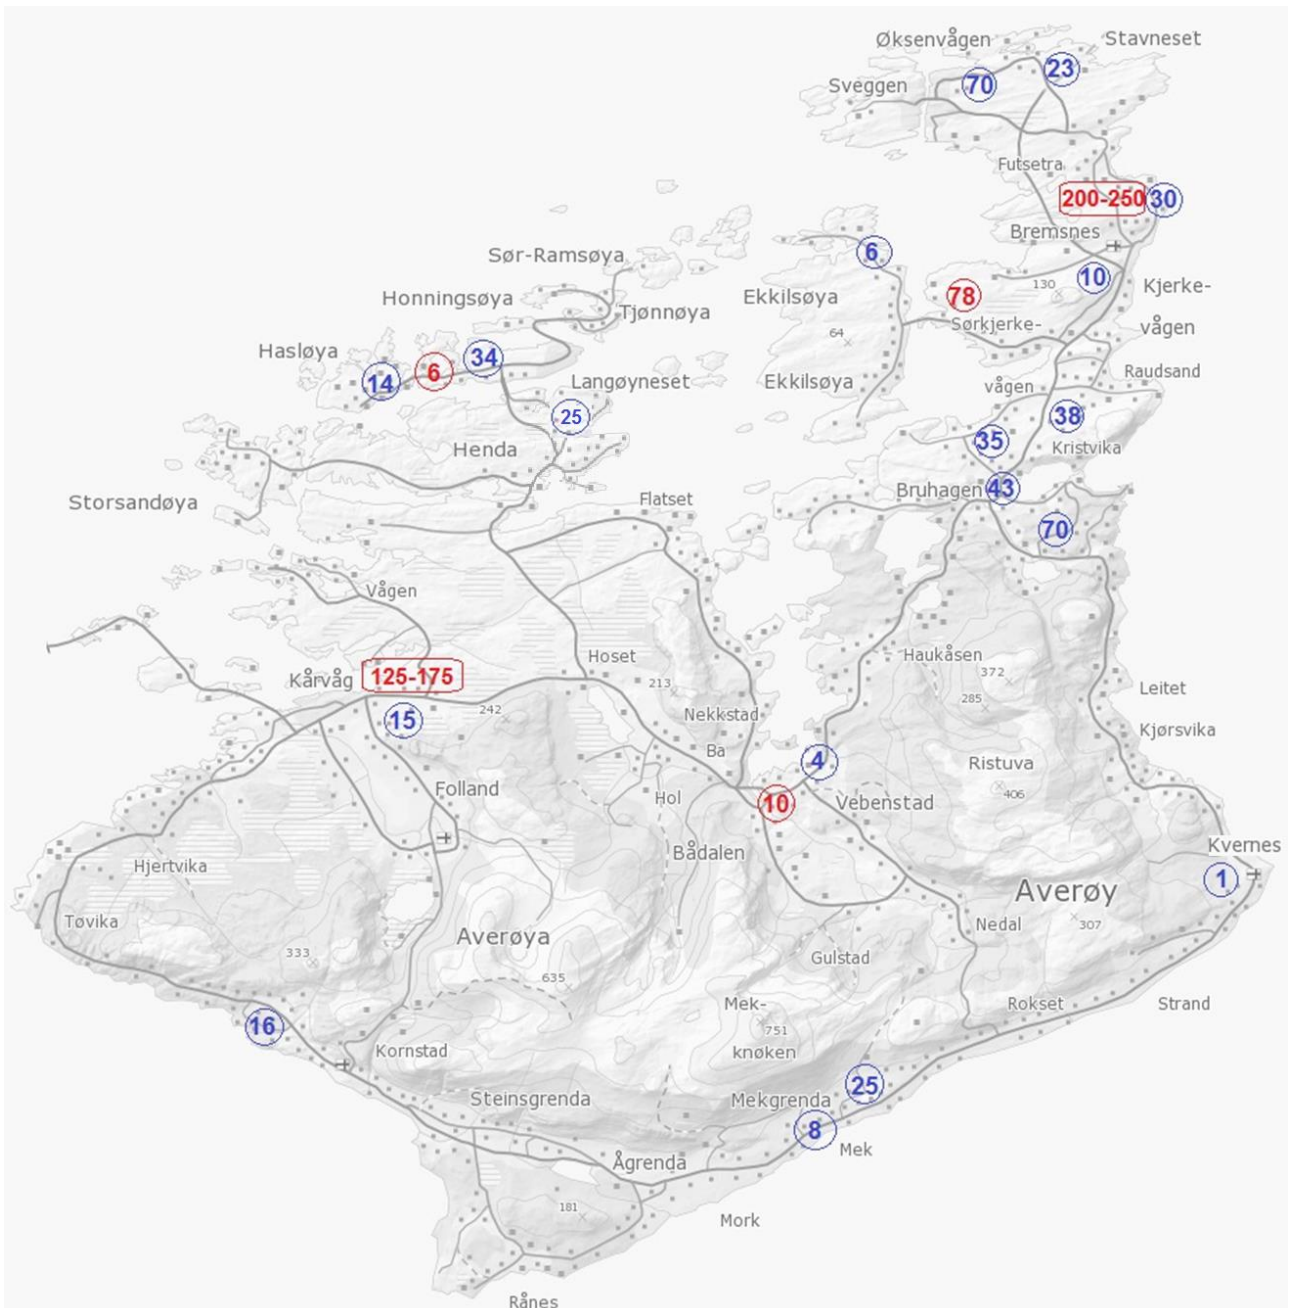 Øksenvågen
Stavneset
23
70
Sveggen
Futsetra
200-250
30
Bremsnes
6
Sør-Ramsøya
10
130
78
Kjerke-
vågen
Honningsøya
Ekkilsøya
Tjønnøya
Sørkjerke-
vågen
64
Hasløya
34
6
14
Langøyneset
Ekkilsøya
Raudsand
25
38
35
Kristvika
Henda
Bruhagen
43
Storsandøya
Flatset
70
Vågen
Haukåsen
Hoset
372
Kårvåg
125-175
213
Leitet
285
242
15
Nekkstad
Kjørsvika
Ba
4
Ristuva
406
Folland
Hol
10
Vebenstad
Kvernes
Bådalen
Hjertvika
1
Averøy
Tøvika
Nedal
307
Averøya
333
Gulstad
635
Mek-
knøken
751
Rokset
Strand
16
Kornstad
25
Steinsgrenda
Mekgrenda
8
Mek
Ågrenda
181
Mork
Rånes